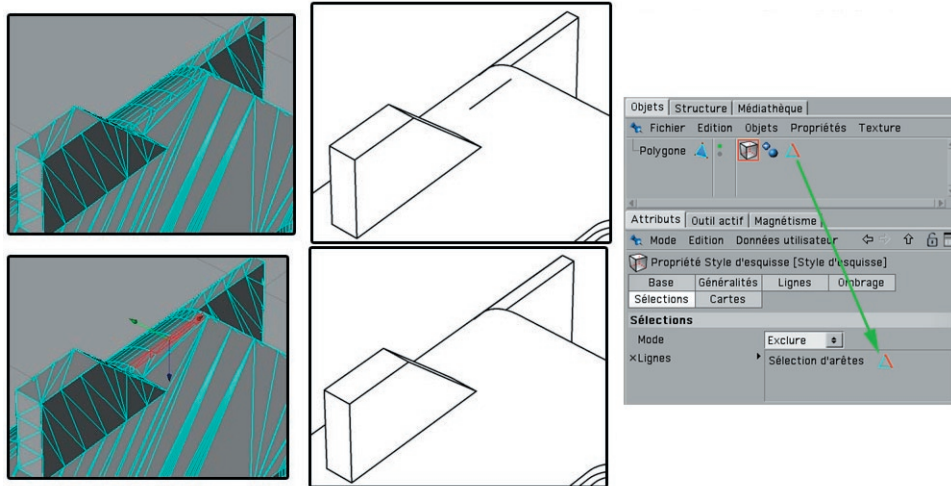 Objets Structure Médiathèque
Fichier Edition Objets Propriétés Texture
Polygone
Attributs Outil actif Magnétisme
Mode Edition Données utilisateur
Propriété Style d'esquisse [Style d'esquisse]
Base Généralités Lignes Ombrage
Sélections Cartes
Sélections
Mode Exclure
×Lignes Sélection d'arêtes